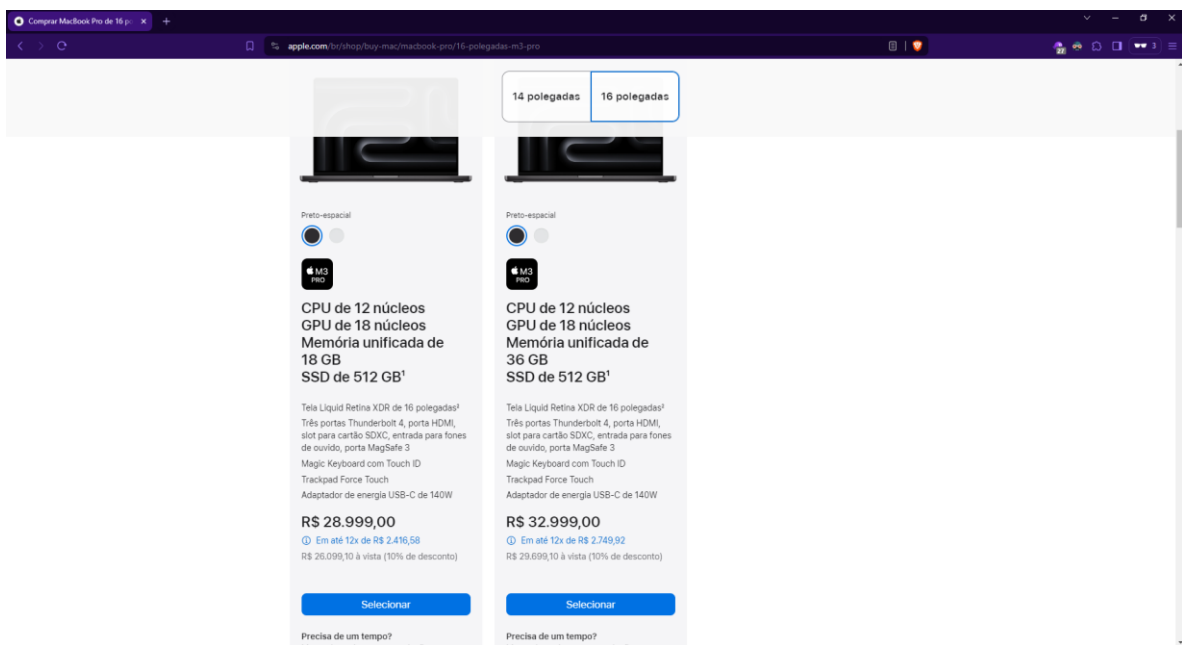 Comprar MacBook Pro de 16 po
apple.com/br/shop/buy-mac/macbook-pro/16-polegadas-m3-pro
27
3
14 polegadas
16 polegadas
Preto-espacial
M3
PRO
CPU de 12 núcleos
GPU de 18 núcleos
Memória unificada de
18 GB
SSD de 512 GB¹
Tela Liquid Retina XDR de 16 polegadas²
Três portas Thunderbolt 4, porta HDMI,
slot para cartão SDXC, entrada para fones
de ouvido, porta MagSafe 3
Magic Keyboard com Touch ID
Trackpad Force Touch
Adaptador de energia USB-C de 140W
R$ 28.999,00
Em até 12x de R$ 2.416,58
R$ 26.099,10 à vista (10% de desconto)
Selecionar
Precisa de um tempo?
Preto-espacial
M3
PRO
CPU de 12 núcleos
GPU de 18 núcleos
Memória unificada de
36 GB
SSD de 512 GB¹
Tela Liquid Retina XDR de 16 polegadas²
Três portas Thunderbolt 4, porta HDMI,
slot para cartão SDXC, entrada para fones
de ouvido, porta MagSafe 3
Magic Keyboard com Touch ID
Trackpad Force Touch
Adaptador de energia USB-C de 140W
R$ 32.999,00
Em até 12x de R$ 2.749,92
R$ 29.699,10 à vista (10% de desconto)
Selecionar
Precisa de um tempo?